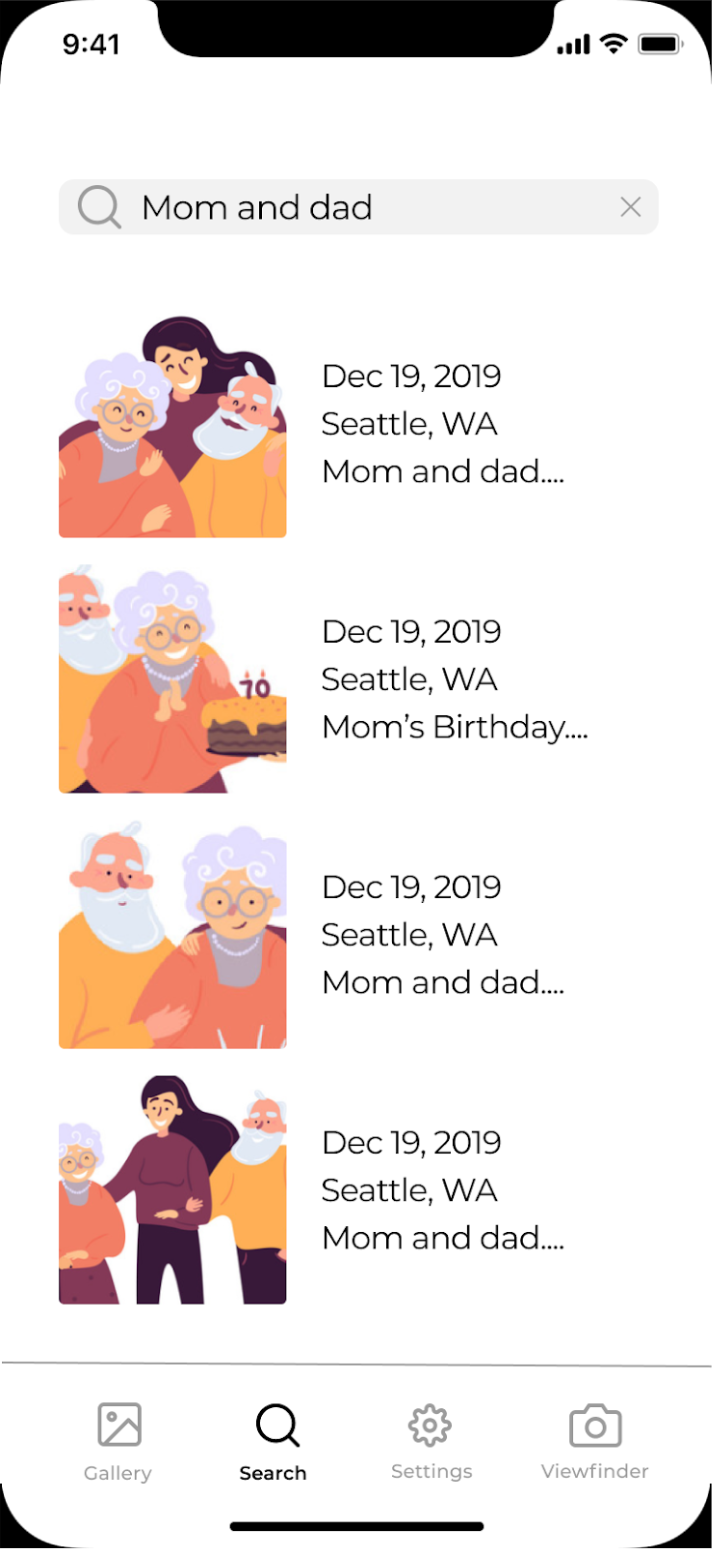 9:41
Mom and dad
Dec 19, 2019
Seattle, WA
Mom and dad....
70
Dec 19, 2019
Seattle, WA
Mom’s Birthday....
Dec 19, 2019
Seattle, WA
Mom and dad....
Dec 19, 2019
Seattle, WA
Mom and dad....
Gallery
Search
Settings
Viewfinder